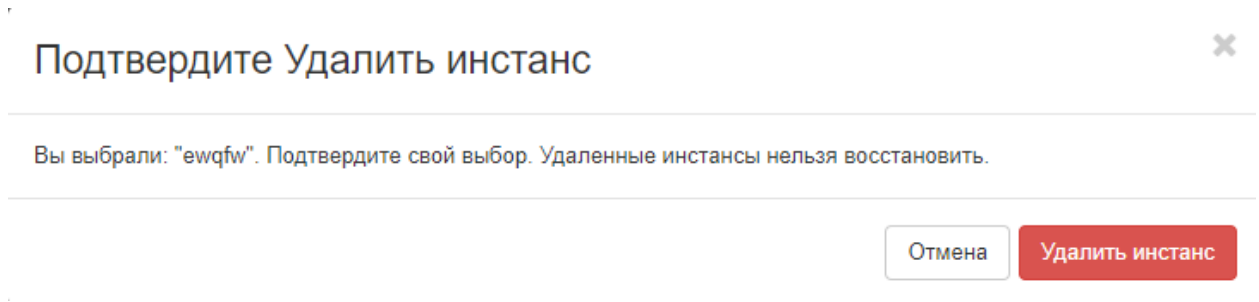 Подтвердите Удалить инстанс
Вы выбрали: "ewqfw". Подтвердите свой выбор. Удаленные инстансы нельзя восстановить.
Отмена
Удалить инстанс